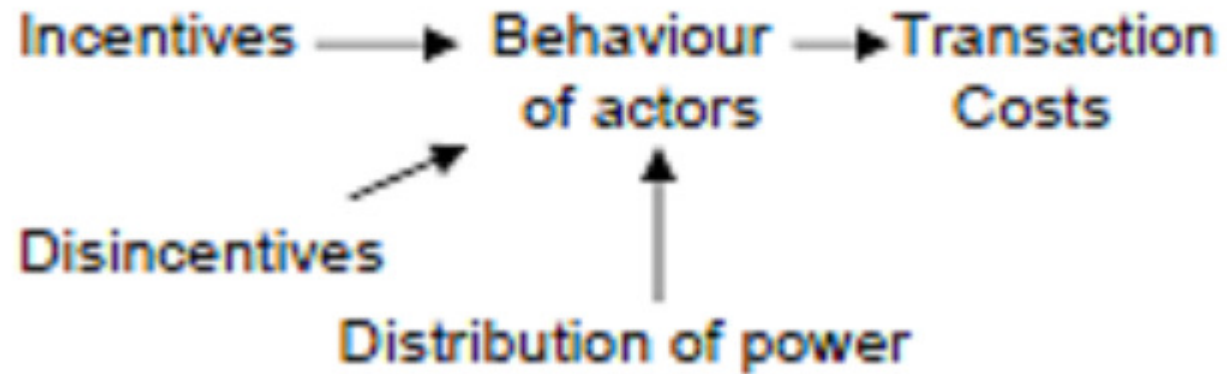 Incentives Behaviour Transaction
of actors Costs
Disincentives
Distribution of power